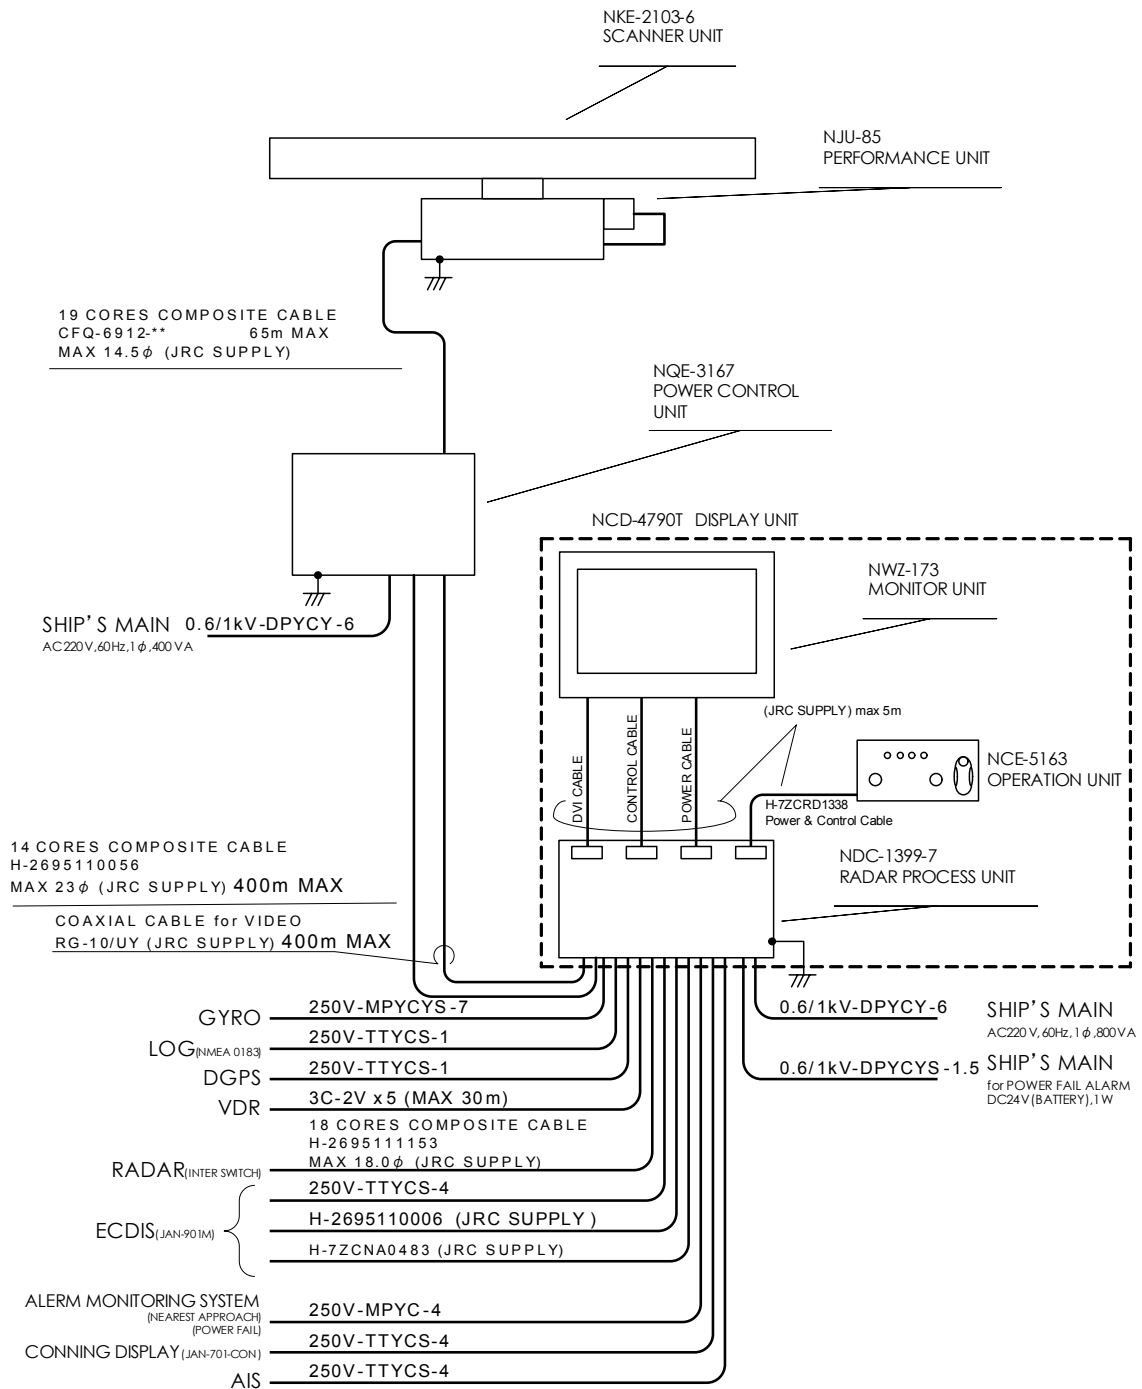 NKE-2103-6
SCANNER UNIT
NJU-85
PERFORMANCE UNIT
19 CORES COMPOSITE CABLE
CFQ-6912-** 65m MAX
MAX 14.5φ (JRC SUPPLY)
NQE-3167
POWER CONTROL
UNIT
NCD-4790T DISPLAY UNIT
NWZ-173
MONITOR UNIT
SHIP'S MAIN 0.6/1kV-DPYCY-6
AC220V,60Hz,1φ,400VA
(JRC SUPPLY) max 5m
DVI CABLE
CONTROL CABLE
POWER CABLE
NCE-5163
OPERATION UNIT
H-7ZCRD1338
Power & Control Cable
14 CORES COMPOSITE CABLE
H-2695110056
MAX 23φ (JRC SUPPLY) 400m MAX
NDC-1399-7
RADAR PROCESS UNIT
COAXIAL CABLE for VIDEO
RG-10/UY (JRC SUPPLY) 400m MAX
GYRO 250V-MPYCYS-7
0.6/1kV-DPYCY-6 SHIP'S MAIN
AC220V,60Hz,1φ,800VA
LOG(NMEA 0183) 250V-TTYCS-1
DGPS 250V-TTYCS-1
0.6/1kV-DPYCYS-1.5 SHIP'S MAIN
for POWER FAIL ALARM
DC24V(BATTERY),1W
VDR 3C-2V x5 (MAX 30m)
18 CORES COMPOSITE CABLE
H-2695111153
RADAR(INTER SWITCH) MAX 18.0φ (JRC SUPPLY)
250V-TTYCS-4
ECDIS(JAN-901M) H-2695110006 (JRC SUPPLY)
H-7ZCNA0483 (JRC SUPPLY)
ALERM MONITORING SYSTEM 250V-MPYC-4
(NEAREST APPROACH)
(POWER FAIL)
CONNING DISPLAY(JAN-701-CON) 250V-TTYCS-4
AIS 250V-TTYCS-4